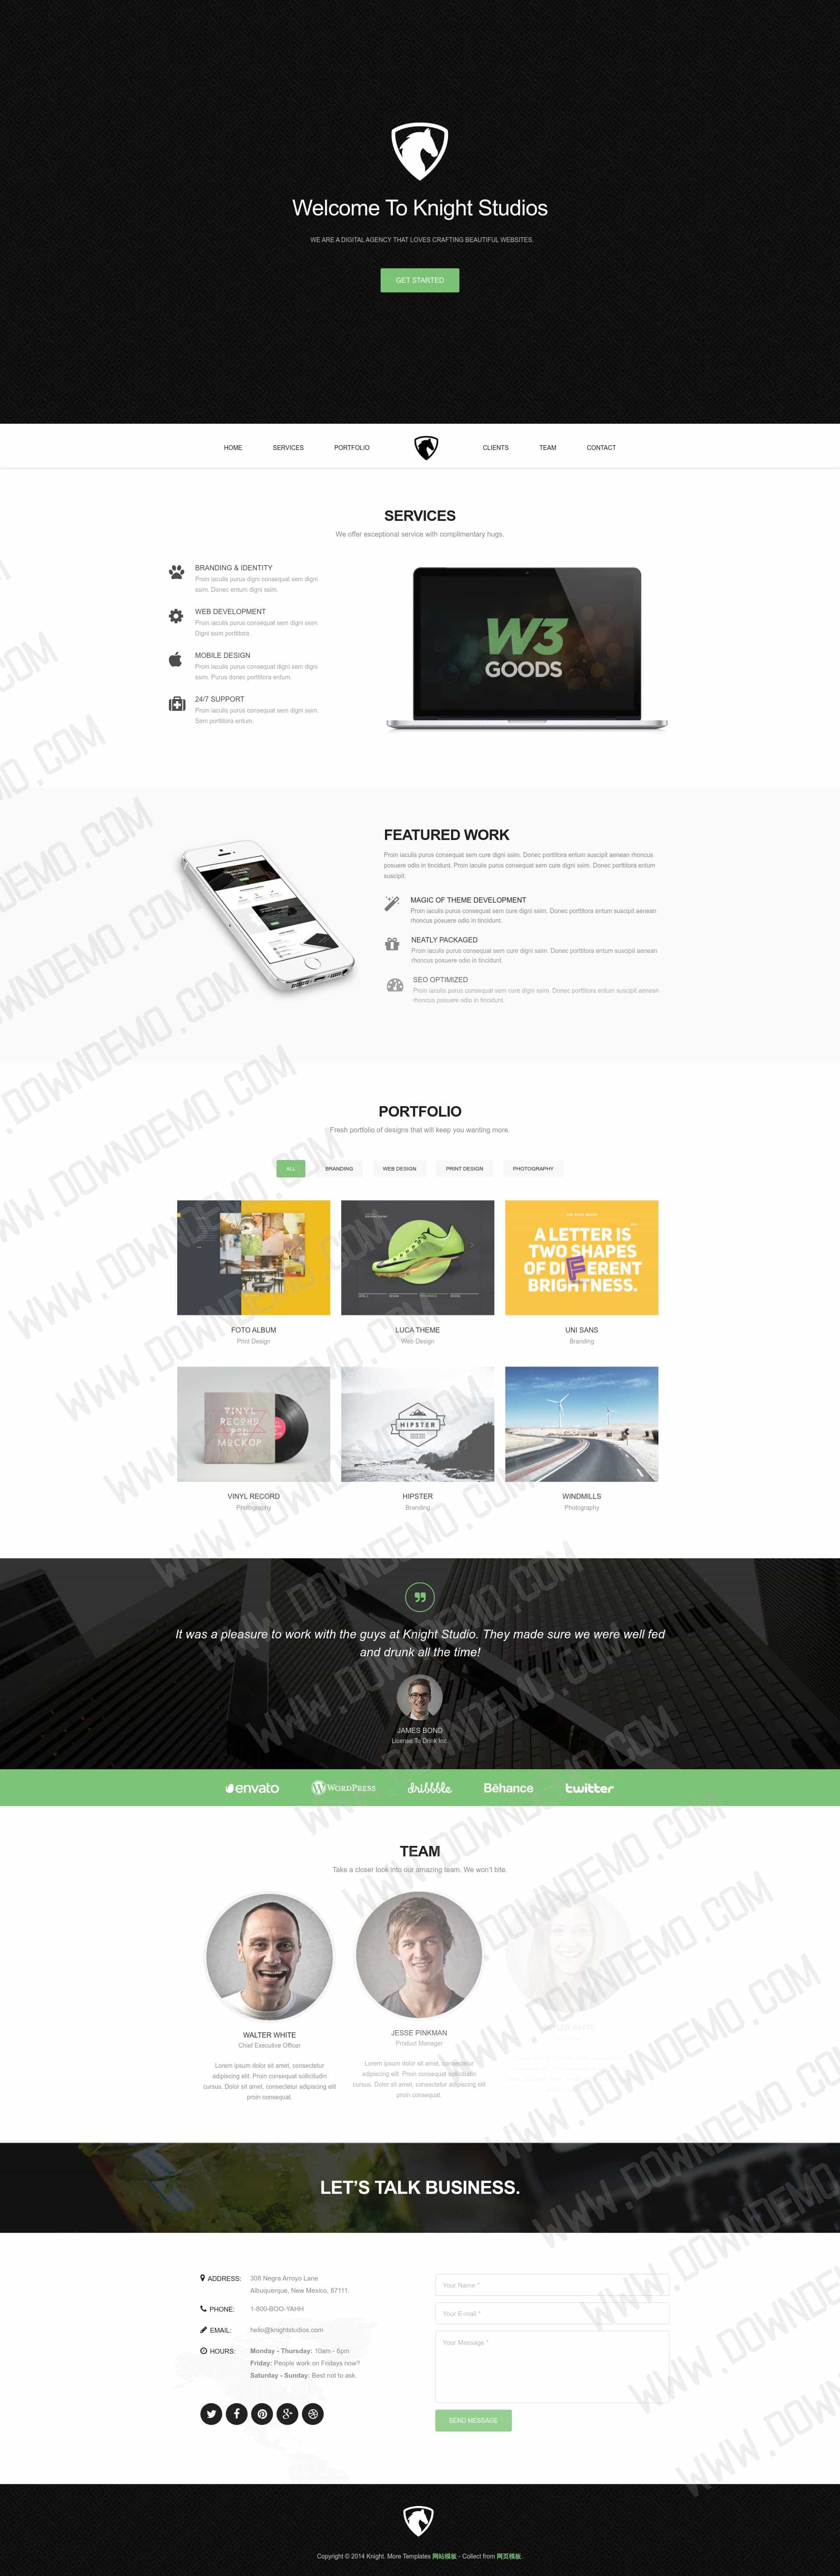 Welcome To Knight Studios
WE ARE A DIGITAL AGENCY THAT LOVES CRAFTING BEAUTIFUL WEBSITES.
GET STARTED
HOME
SERVICES
PORTFOLIO
CLIENTS
TEAM
CONTACT
SERVICES
We offer exceptional service with complimentary hugs.
BRANDING & IDENTITY
Proin iaculis purus digni consequat sem digni
ssim. Donec entum digni ssim.
WEB DEVELOPMENT
Proin iaculis purus consequat sem digni ssim.
Digni ssim porttitora .
MOBILE DESIGN
Proin iaculis purus consequat digni sem digni
ssim. Purus donec porttitora entum.
24/7 SUPPORT
Proin iaculis purus consequat sem digni ssim.
Sem porttitora entum.
W3
GOODS
FEATURED WORK
Proin iaculis purus consequat sem cure digni ssim. Donec porttitora entum suscipit aenean rhoncus
posuere odio in tincidunt. Proin iaculis purus consequat sem cure digni ssim. Donec porttitora entum
suscipit.
MAGIC OF THEME DEVELOPMENT
Proin iaculis purus consequat sem cure digni ssim. Donec porttitora entum suscipit aenean
rhoncus posuere odio in tincidunt.
NEATLY PACKAGED
Proin iaculis purus consequat sem cure digni ssim. Donec porttitora entum suscipit aenean
rhoncus posuere odio in tincidunt.
SEO OPTIMIZED
Proin iaculis purus consequat sem cure digni ssim. Donec porttitora entum suscipit aenean
rhoncus posuere odio in tincidunt.
PORTFOLIO
Fresh portfolio of designs that will keep you wanting more.
ALL
BRANDING
WEB DESIGN
PRINT DESIGN
PHOTOGRAPHY
A LETTER IS
TWO SHAPES
OF DIFFERENT
BRIGHTNESS.
FOTO ALBUM
Print Design
LUCA THEME
Web Design
UNI SANS
Branding
VINYL
RECORD
PSD
MOCKUP
HIPSTER
VINYL RECORD
Photography
HIPSTER
Branding
WINDMILLS
Photography
It was a pleasure to work with the guys at Knight Studio. They made sure we were well fed
and drunk all the time!
JAMES BOND
License To Drink Inc.
envato
WORDPRESS
dribbble
Bēhance
twitter
TEAM
Take a closer look into our amazing team. We won't bite.
WALTER WHITE
Chief Executive Officer
Lorem ipsum dolor sit amet, consectetur
adipiscing elit. Proin consequat sollicitudin
cursus. Dolor sit amet, consectetur adipiscing elit
proin consequat.
JESSE PINKMAN
Product Manager
Lorem ipsum dolor sit amet, consectetur
adipiscing elit. Proin consequat sollicitudin
cursus. Dolor sit amet, consectetur adipiscing elit
proin consequat.
LET'S TALK BUSINESS.
ADDRESS: 308 Negra Arroyo Lane
Albuquerque, New Mexico, 87111.
PHONE: 1-800-BOO-YAHH
EMAIL: hello@knightstudios.com
HOURS: Monday - Thursday: 10am - 6pm
Friday: People work on Fridays now?
Saturday - Sunday: Best not to ask.
Your Name *
Your E-mail *
Your Message *
SEND MESSAGE
Copyright © 2014 Knight. More Templates 网站模板 - Collect from 网页模板.
WWW.DOWNDEMO.COM